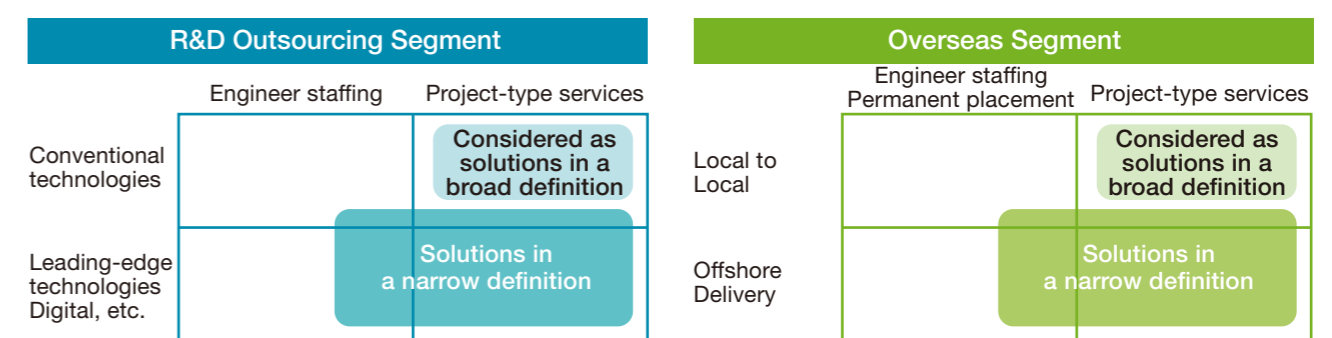 R&D Outsourcing Segment
Engineer staffing
Project-type services
Conventional
technologies
Considered as
solutions in a
broad definition
Leading-edge
technologies
Digital, etc.
Solutions in
a narrow definition
Overseas Segment
Engineer staffing
Permanent placement
Project-type services
Local to
Local
Considered as
solutions in a
broad definition
Offshore
Delivery
Solutions in
a narrow definition